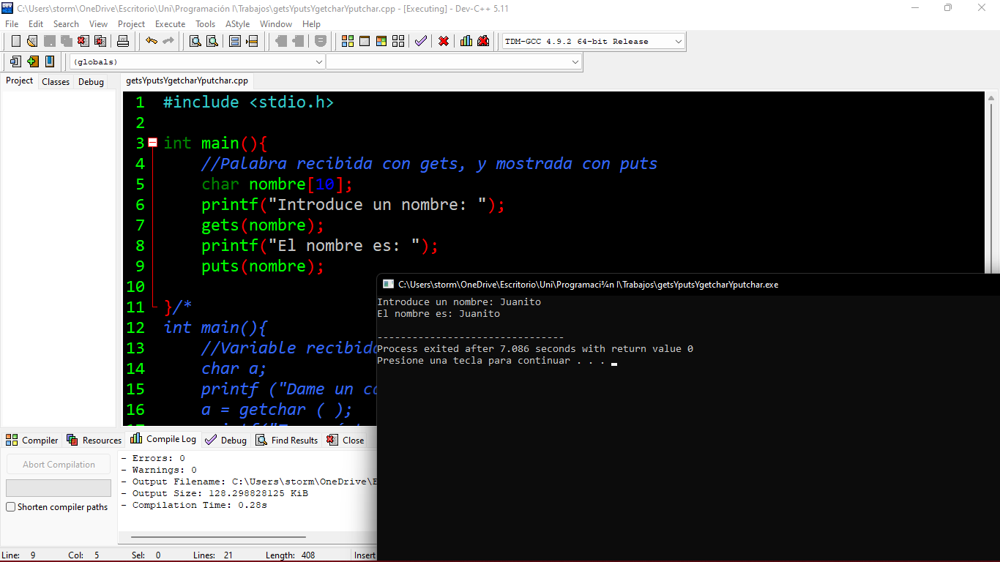 C:\Users\storm\OneDrive\Escritorio\Uni\Programación I\Trabajos\getsYputsYgetcharYputchar.cpp - [Executing] - Dev-C++ 5.11
File Edit Search View Project Execute Tools AStyle Window Help
TDM-GCC 4.9.2 64-bit Release
(globals)
Project Classes Debug
getsYputsYgetcharYputchar.cpp
1 #include <stdio.h>
2
3 int main(){
4 //Palabra recibida con gets, y mostrada con puts
5 char nombre[10];
6 printf("Introduce un nombre: ");
7 gets(nombre);
8 printf("El nombre es: ");
9 puts(nombre);
10
11 }/*
12 int main(){
13 //Variable recibid
14 char a;
15 printf ("Dame un c
16 a = getchar ( );
C:\Users\storm\OneDrive\Escritorio\Uni\Programaci¾n I\Trabajos\getsYputsYgetcharYputchar.exe
Introduce un nombre: Juanito
El nombre es: Juanito
--------------------------------
Process exited after 7.086 seconds with return value 0
Presione una tecla para continuar . . .
Compiler Resources Compile Log Debug Find Results Close
Abort Compilation
Shorten compiler paths
- Errors: 0
- Warnings: 0
- Output Filename: C:\Users\storm\OneDrive\E
- Output Size: 128.298828125 KiB
- Compilation Time: 0.28s
Line: 9 Col: 5 Sel: 0 Lines: 21 Length: 408 Insert